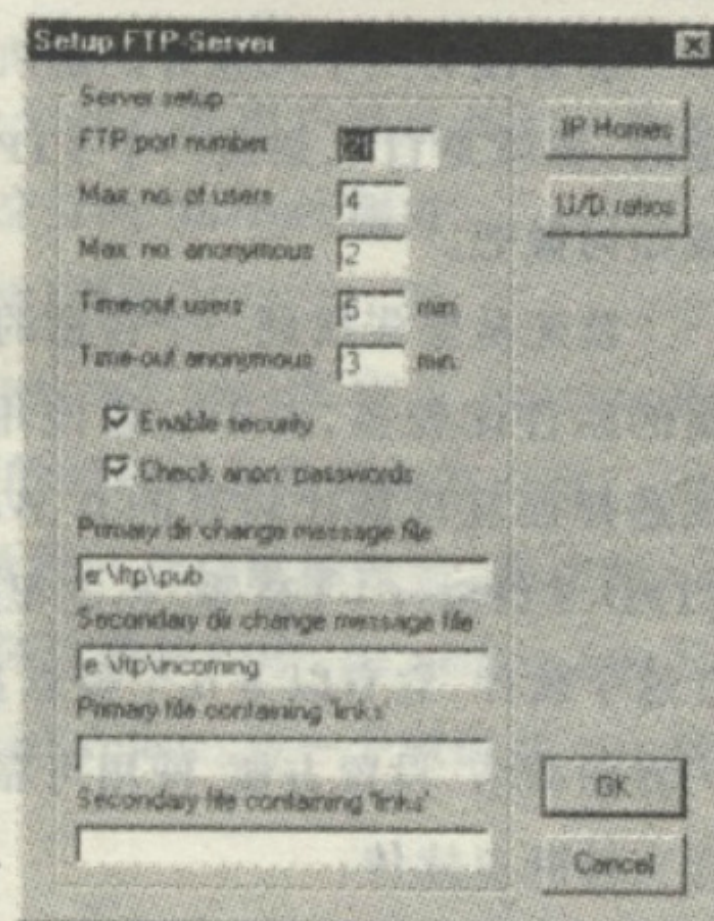 Setup FTP-Server
Server setup
FTP port number 21
Max. no. of users 4
Max. no. anonymous 2
Time-out users 5 min.
Time-out anonymous 3 min.
Enable security
Check anon. passwords
Primary dir change message file
e:\ftp\pub
Secondary dir change message file
e:\ftp\incoming
Primary file containing 'links'
Secondary file containing 'links'
IP Homes
U/D ratios
OK
Cancel